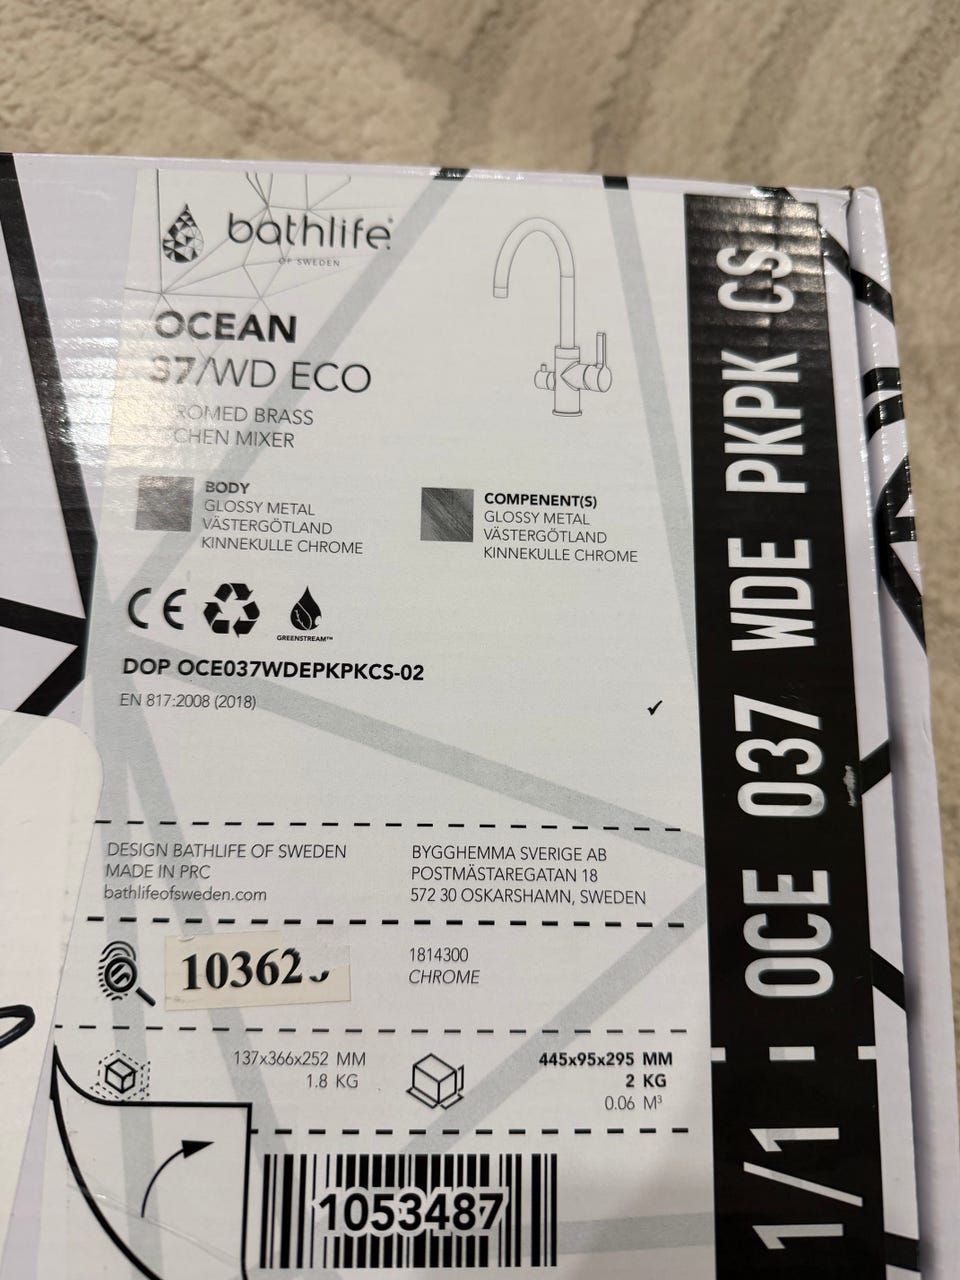 bathlife
OF SWEDEN
OCEAN
37/WD ECO
ROMED BRASS
CHEN MIXER
BODY
GLOSSY METAL
VÄSTERGÖTLAND
KINNEKULLE CHROME
COMPENENT(S)
GLOSSY METAL
VÄSTERGÖTLAND
KINNEKULLE CHROME
CE
GREENSTREAM™
DOP OCE037WDEPKPKCS-02
EN 817:2008 (2018)
DESIGN BATHLIFE OF SWEDEN
MADE IN PRC
bathlifeofsweden.com
BYGGHEMMA SVERIGE AB
POSTMÄSTAREGATAN 18
572 30 OSKARSHAMN, SWEDEN
10362
1814300
CHROME
137x366x252 MM
1.8 KG
445x95x295 MM
2 KG
0.06 M³
1053487
1/1 - OCE 037 WDE PKPK CS